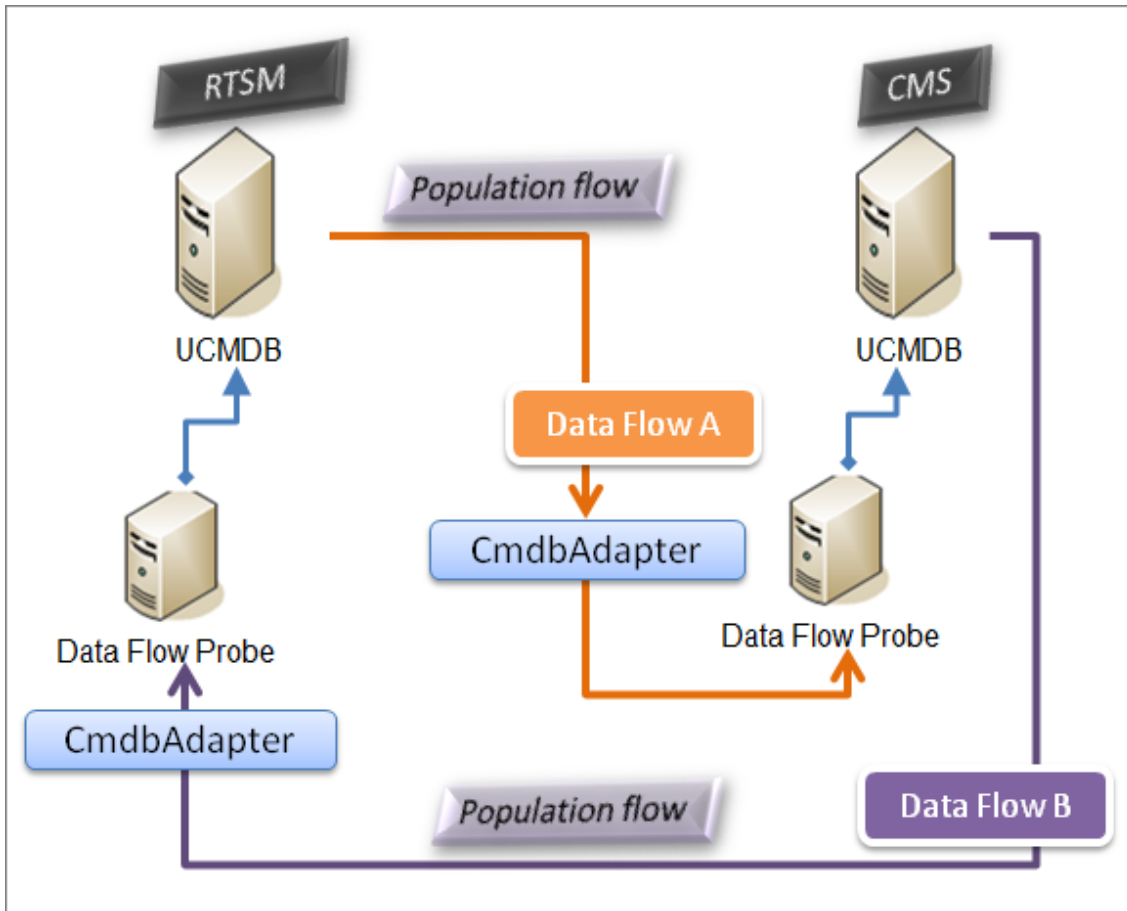 RTSM
CMS
Population flow
UCMDB
UCMDB
Data Flow A
CmdbAdapter
Data Flow Probe
Data Flow Probe
CmdbAdapter
Population flow
Data Flow B